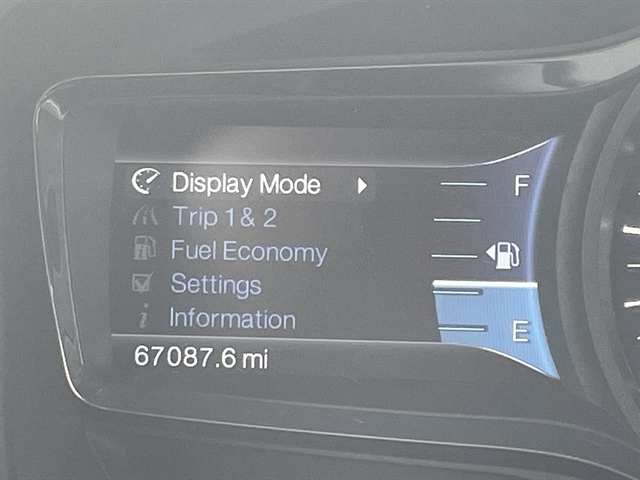 Display Mode
F
Trip 1 & 2
Fuel Economy
Settings
Information
E
67087.6 mi